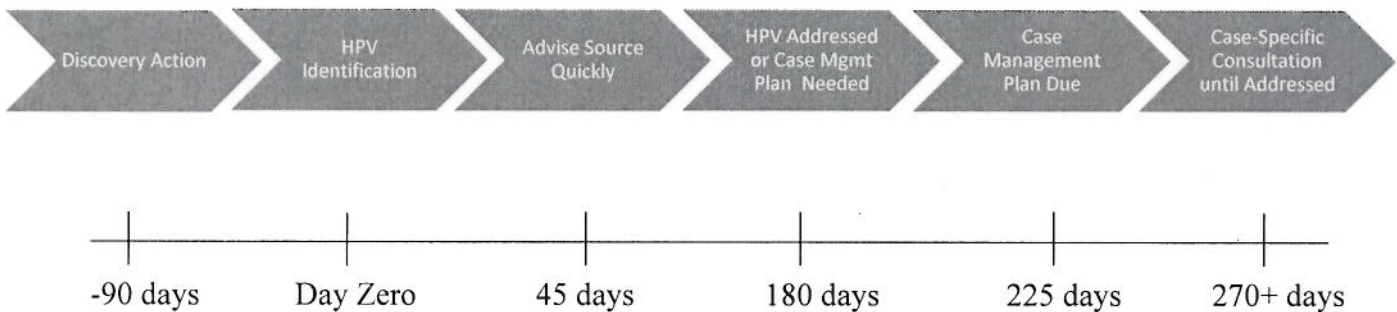 Discovery Action
HPV
Identification
Advise Source
Quickly
HPV Addressed
or Case Mgmt
Plan Needed
Case
Management
Plan Due
Case-Specific
Consultation
until Addressed
-90 days
Day Zero
45 days
180 days
225 days
270+ days